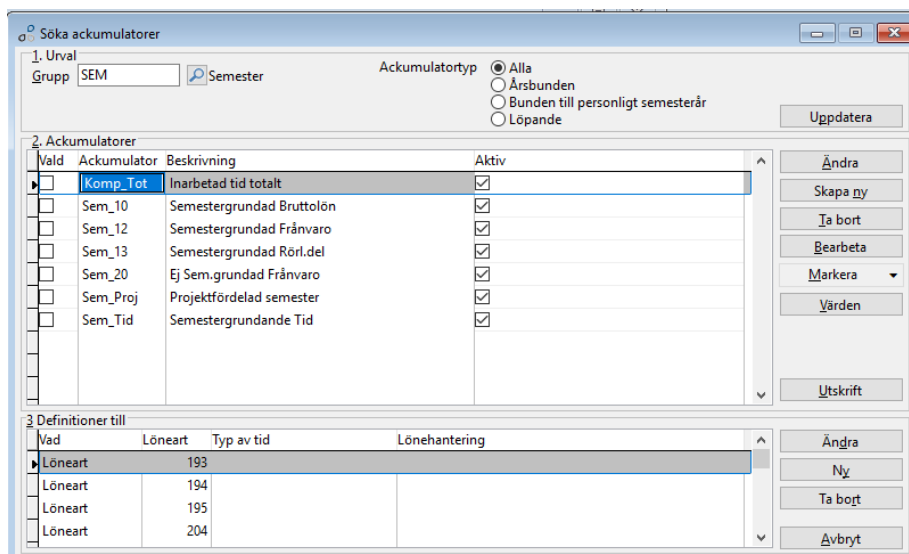 Söka ackumulatorer
1. Urval
Grupp SEM Semester
Ackumulatortyp Alla
Årsbunden
Bunden till personligt semesterår
Löpande
Uppdatera
2. Ackumulatorer
Vald Ackumulator Beskrivning Aktiv
Komp_Tot Inarbetad tid totalt
Sem_10 Semestergrundad Bruttolön
Sem_12 Semestergrundad Frånvaro
Sem_13 Semestergrundad Rörl.del
Sem_20 Ej Sem.grundad Frånvaro
Sem_Proj Projektfördelad semester
Sem_Tid Semestergrundande Tid
Ändra
Skapa ny
Ta bort
Bearbeta
Markera
Värden
Utskrift
3 Definitioner till
Vad Löneart Typ av tid Lönehantering
Löneart 193
Löneart 194
Löneart 195
Löneart 204
Ändra
Ny
Ta bort
Avbryt